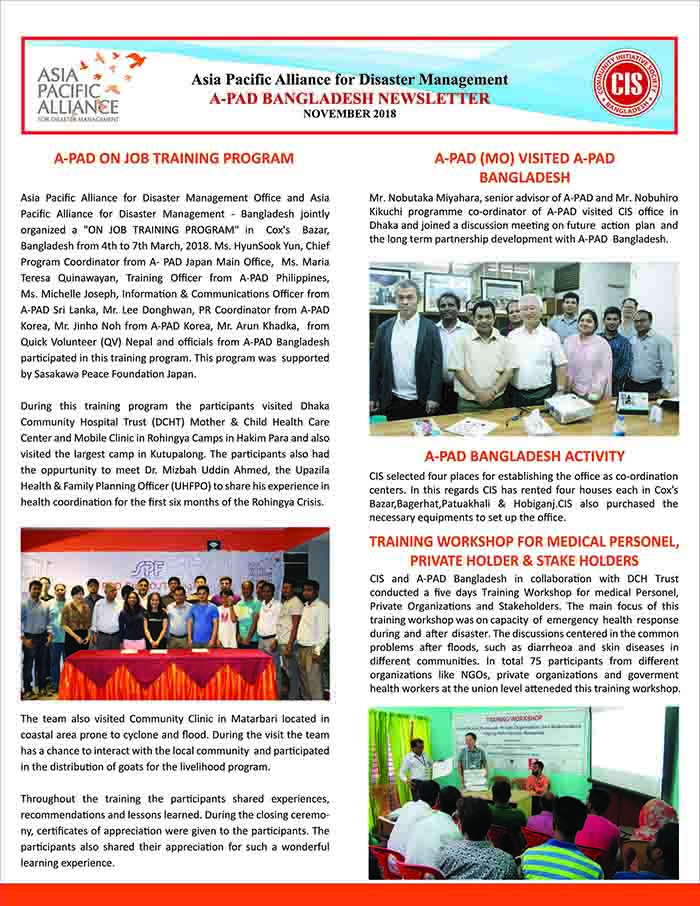 ASIA
PACIFIC
ALLIANCE
FOR DISASTER MANAGEMENT
Asia Pacific Alliance for Disaster Management
A-PAD BANGLADESH NEWSLETTER
NOVEMBER 2018
COMMUNITY INITIATIVE SOCIETY
CIS
BANGLADESH
A-PAD ON JOB TRAINING PROGRAM
Asia Pacific Alliance for Disaster Management Office and Asia
Pacific Alliance for Disaster Management - Bangladesh jointly
organized a "ON JOB TRAINING PROGRAM" in Cox's Bazar,
Bangladesh from 4th to 7th March, 2018. Ms. HyunSook Yun, Chief
Program Coordinator from A- PAD Japan Main Office, Ms. Maria
Teresa Quinawayan, Training Officer from A-PAD Philippines,
Ms. Michelle Joseph, Information & Communications Officer from
A-PAD Sri Lanka, Mr. Lee Donghwan, PR Coordinator from A-PAD
Korea, Mr. Jinho Noh from A-PAD Korea, Mr. Arun Khadka, from
Quick Volunteer (QV) Nepal and officials from A-PAD Bangladesh
participated in this training program. This program was supported
by Sasakawa Peace Foundation Japan.
During this training program the participants visited Dhaka
Community Hospital Trust (DCHT) Mother & Child Health Care
Center and Mobile Clinic in Rohingya Camps in Hakim Para and also
visited the largest camp in Kutupalong. The participants also had
the oppurtunity to meet Dr. Mizbah Uddin Ahmed, the Upazila
Health & Family Planning Officer (UHFPO) to share his experience in
health coordination for the first six months of the Rohingya Crisis.
SPF
The team also visited Community Clinic in Matarbari located in
coastal area prone to cyclone and flood. During the visit the team
has a chance to interact with the local community and participated
in the distribution of goats for the livelihood program.
Throughout the training the participants shared experiences,
recommendations and lessons learned. During the closing ceremo-
ny, certificates of appreciation were given to the participants. The
participants also shared their appreciation for such a wonderful
learning experience.
A-PAD (MO) VISITED A-PAD
BANGLADESH
Mr. Nobutaka Miyahara, senior advisor of A-PAD and Mr. Nobuhiro
Kikuchi programme co-ordinator of A-PAD visited CIS office in
Dhaka and joined a discussion meeting on future action plan and
the long term partnership development with A-PAD Bangladesh.
A-PAD BANGLADESH ACTIVITY
CIS selected four places for establishing the office as co-ordination
centers. In this regards CIS has rented four houses each in Cox's
Bazar,Bagerhat,Patuakhali & Hobiganj.CIS also purchased the
necessary equipments to set up the office.
TRAINING WORKSHOP FOR MEDICAL PERSONEL,
PRIVATE HOLDER & STAKE HOLDERS
CIS and A-PAD Bangladesh in collaboration with DCH Trust
conducted a five days Training Workshop for medical Personel,
Private Organizations and Stakeholders. The main focus of this
training workshop was on capacity of emergency health response
during and after disaster. The discussions centered in the common
problems after floods, such as diarrheoa and skin diseases in
different communities. In total 75 participants from different
organizations like NGOs, private organizations and goverment
health workers at the union level atteneded this training workshop.
TRAINING WORKSHOP